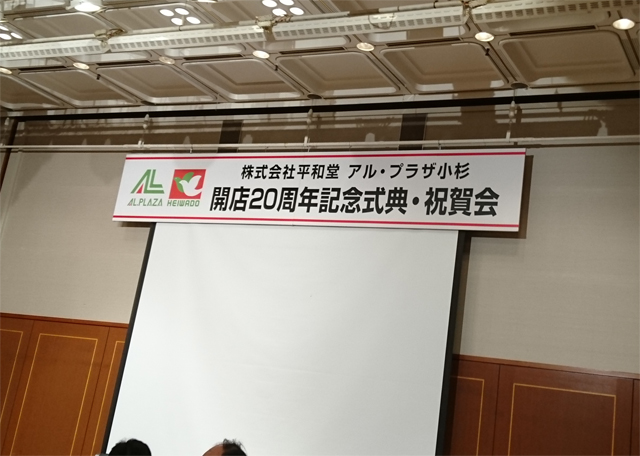 株式会社平和堂 アル・プラザ小杉
AL.PLAZA HEIWADO
開店20周年記念式典・祝賀会